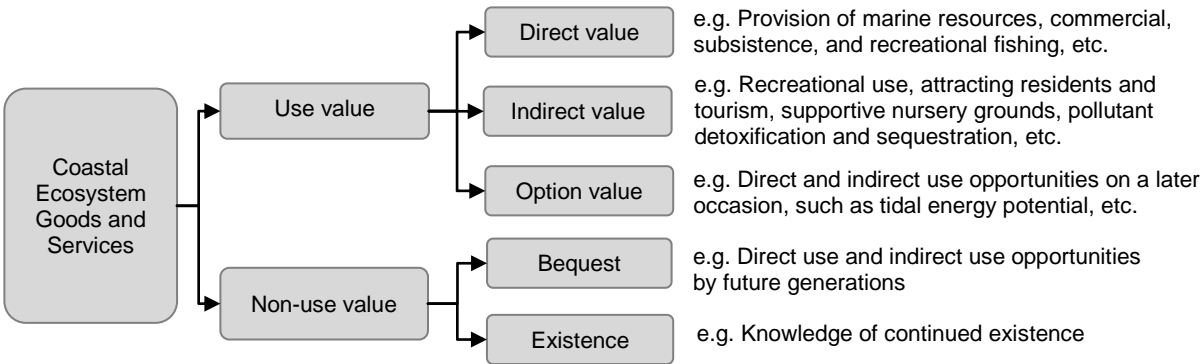 Coastal
Ecosystem
Goods and
Services
Use value
Non-use value
Direct value
e.g. Provision of marine resources, commercial,
subsistence, and recreational fishing, etc.
Indirect value
e.g. Recreational use, attracting residents and
tourism, supportive nursery grounds, pollutant
detoxification and sequestration, etc.
Option value
e.g. Direct and indirect use opportunities on a later
occasion, such as tidal energy potential, etc.
Bequest
e.g. Direct use and indirect use opportunities
by future generations
Existence
e.g. Knowledge of continued existence